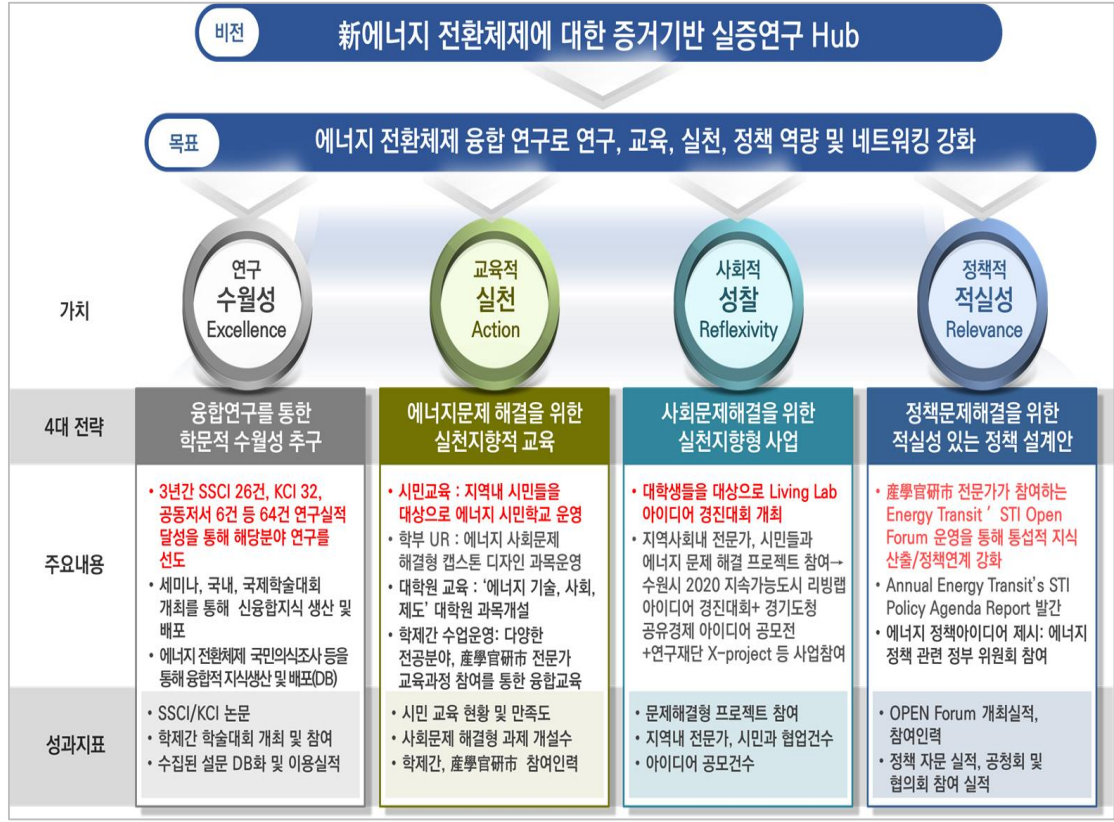 비전
新에너지 전환체제에 대한 증거기반 실증연구 Hub
목표
에너지 전환체제 융합 연구로 연구, 교육, 실천, 정책 역량 및 네트워킹 강화
가치
연구
수월성
Excellence
교육적
실천
Action
사회적
성찰
Reflexivity
정책적
적실성
Relevance
4대 전략
융합연구를 통한
학문적 수월성 추구
에너지문제 해결을 위한
실천지향적 교육
사회문제해결을 위한
실천지향형 사업
정책문제해결을 위한
적실성 있는 정책 설계안
주요내용
• 3년간 SSCI 26건, KCI 32,
공동저서 6건 등 64건 연구실적
달성을 통해 해당분야 연구를
선도
• 세미나, 국내, 국제학술대회
개최를 통해 신융합지식 생산 및
배포
• 에너지 전환체제 국민의식조사 등을
통해 융합적 지식생산 및 배포(DB)
• 시민교육 : 지역내 시민들을
대상으로 에너지 시민학교 운영
• 학부 UR : 에너지 사회문제
해결형 캡스톤 디자인 과목운영
• 대학원 교육 : ‘에너지 기술, 사회,
제도’ 대학원 과목개설
• 학제간 수업운영: 다양한
전공분야, 産學官硏市 전문가
교육과정 참여를 통한 융합교육
• 대학생들을 대상으로 Living Lab
아이디어 경진대회 개최
• 지역사회내 전문가, 시민들과
에너지 문제 해결 프로젝트 참여→
수원시 2020 지속가능도시 리빙랩
아이디어 경진대회+ 경기도청
공유경제 아이디어 공모전
+연구재단 X-project 등 사업참여
• 産學官硏市 전문가가 참여하는
Energy Transit ’ STI Open
Forum 운영을 통해 통섭적 지식
산출/정책연계 강화
• Annual Energy Transit’s STI
Policy Agenda Report 발간
• 에너지 정책아이디어 제시: 에너지
정책 관련 정부 위원회 참여
성과지표
• SSCI/KCI 논문
• 학제간 학술대회 개최 및 참여
• 수집된 설문 DB화 및 이용실적
• 시민 교육 현황 및 만족도
• 사회문제 해결형 과제 개설수
• 학제간, 産學官硏市 참여인력
• 문제해결형 프로젝트 참여
• 지역내 전문가, 시민과 협업건수
• 아이디어 공모건수
• OPEN Forum 개최실적,
참여인력
• 정책 자문 실적, 공청회 및
협의회 참여 실적